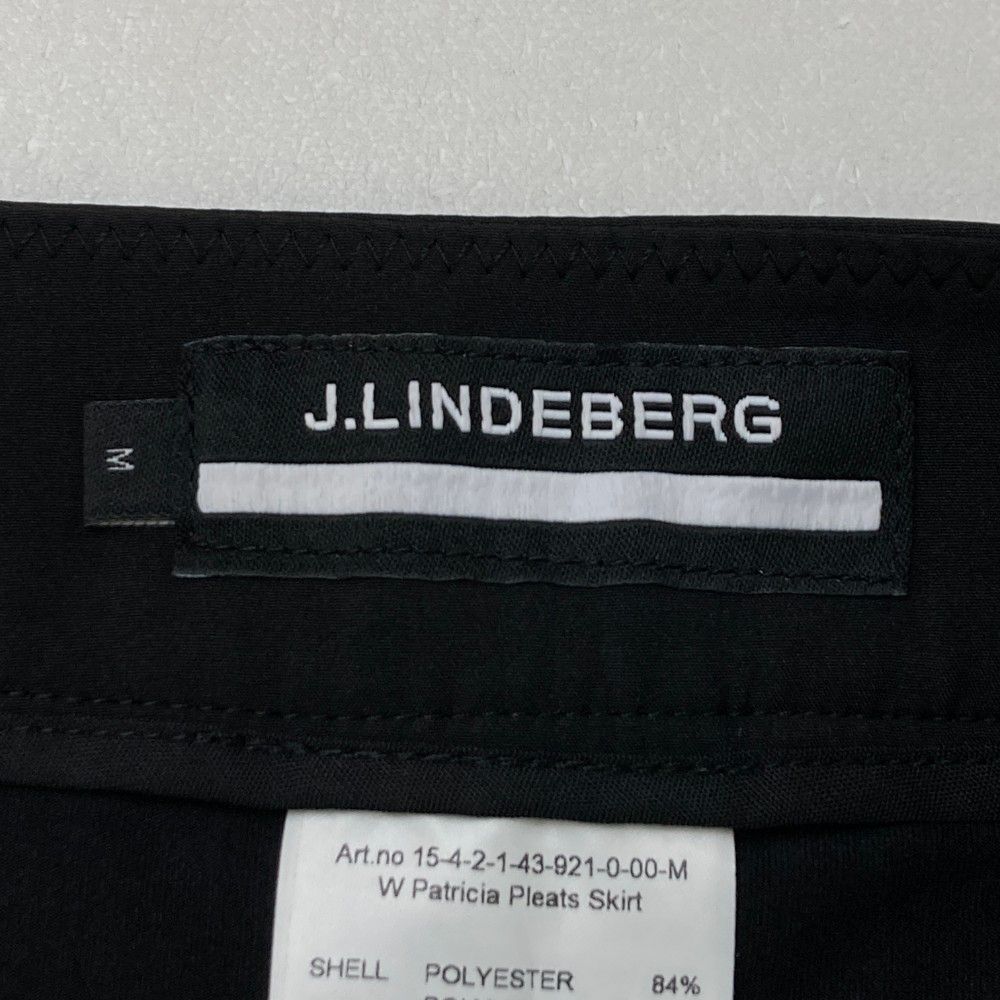 J.LINDEBERG
M
Art.no 15-4-2-1-43-921-0-00-M
W Patricia Pleats Skirt
SHELL POLYESTER 84%